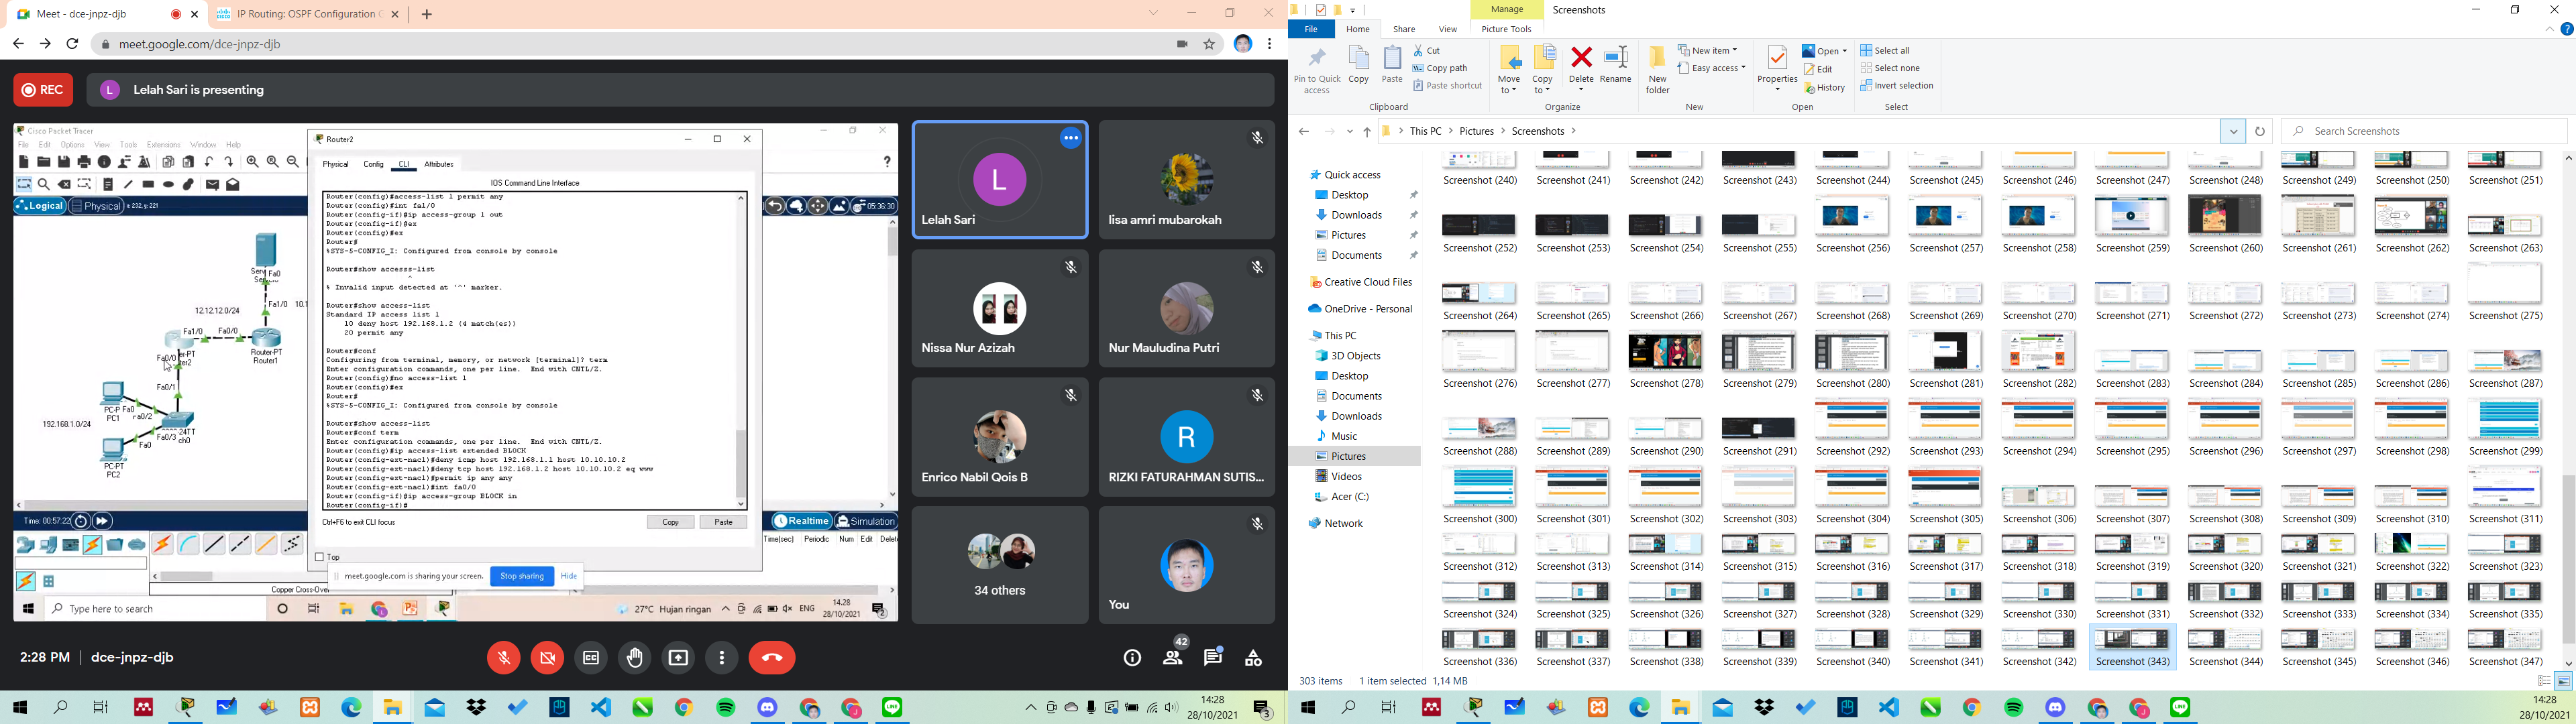 Meet - dce-jnpz-djb
IP Routing: OSPF Configuration G
meet.google.com/dce-jnpz-djb
REC
L
Lelah Sari is presenting
Cisco Packet Tracer
File Edit Options View Tools Extensions Window Help
Logical
Physical
x: 232, y: 221
05:36:30
Router2
Physical Config CLI Attributes
IOS Command Line Interface
Router(config)#access-list 1 permit any
Router(config)#int fa1/0
Router(config-if)#ip access-group 1 out
Router(config-if)#ex
Router(config)#ex
Router#
%SYS-5-CONFIG_I: Configured from console by console
Router#show accesss-list
^
% Invalid input detected at '^' marker.
Router#show access-list
Standard IP access list 1
10 deny host 192.168.1.2 (4 match(es))
20 permit any
Router#conf
Configuring from terminal, memory, or network [terminal]? term
Enter configuration commands, one per line. End with CNTL/Z.
Router(config)#no access-list 1
Router(config)#ex
Router#
%SYS-5-CONFIG_I: Configured from console by console
Router#show access-list
Router#conf term
Enter configuration commands, one per line. End with CNTL/Z.
Router(config)#ip access-list extended BLOCK
Router(config-ext-nacl)#deny icmp host 192.168.1.1 host 10.10.10.2
Router(config-ext-nacl)#deny tcp host 192.168.1.2 host 10.10.10.2 eq www
Router(config-ext-nacl)#permit ip any any
Router(config-ext-nacl)#int fa0/0
Router(config-if)#ip access-group BLOCK in
Router(config-if)#
Ctrl+F6 to exit CLI focus
Copy
Paste
Top
Fa0
12.12.12.0/24
Fa1/0
10.1
Fa1/0
Fa0/0
Router-PT
Router1
Fa0/0
Fa0/1
PC1
Fa0
192.168.1.0/24
Fa0/3
Fa0
PC-PT
PC2
Time: 00:57:22
Realtime
Simulation
Time(sec) Periodic Num Edit Delete
Copper Cross-Over
meet.google.com is sharing your screen.
Stop sharing
Hide
Type here to search
27°C Hujan ringan
ENG
14.28
28/10/2021
L
Lelah Sari
lisa amri mubarokah
Nissa Nur Azizah
Nur Mauludina Putri
Enrico Nabil Qois B
R
RIZKI FATURAHMAN SUTIS...
34 others
You
2:28 PM
dce-jnpz-djb
42
14:28
28/10/2021
Manage
Screenshots
File
Home
Share
View
Picture Tools
Pin to Quick access
Copy
Paste
Cut
Copy path
Paste shortcut
Clipboard
Move to
Copy to
Delete
Rename
Organize
New folder
New item
Easy access
New
Properties
Open
Edit
History
Open
Select all
Select none
Invert selection
Select
This PC
Pictures
Screenshots
Search Screenshots
Quick access
Desktop
Downloads
Pictures
Documents
Creative Cloud Files
OneDrive - Personal
This PC
3D Objects
Desktop
Documents
Downloads
Music
Pictures
Videos
Acer (C:)
Network
Screenshot (240) Screenshot (241) Screenshot (242) Screenshot (243) Screenshot (244) Screenshot (245) Screenshot (246) Screenshot (247) Screenshot (248) Screenshot (249) Screenshot (250) Screenshot (251)
Screenshot (252) Screenshot (253) Screenshot (254) Screenshot (255) Screenshot (256) Screenshot (257) Screenshot (258) Screenshot (259) Screenshot (260) Screenshot (261) Screenshot (262) Screenshot (263)
Screenshot (264) Screenshot (265) Screenshot (266) Screenshot (267) Screenshot (268) Screenshot (269) Screenshot (270) Screenshot (271) Screenshot (272) Screenshot (273) Screenshot (274) Screenshot (275)
Screenshot (276) Screenshot (277) Screenshot (278) Screenshot (279) Screenshot (280) Screenshot (281) Screenshot (282) Screenshot (283) Screenshot (284) Screenshot (285) Screenshot (286) Screenshot (287)
Screenshot (288) Screenshot (289) Screenshot (290) Screenshot (291) Screenshot (292) Screenshot (293) Screenshot (294) Screenshot (295) Screenshot (296) Screenshot (297) Screenshot (298) Screenshot (299)
Screenshot (300) Screenshot (301) Screenshot (302) Screenshot (303) Screenshot (304) Screenshot (305) Screenshot (306) Screenshot (307) Screenshot (308) Screenshot (309) Screenshot (310) Screenshot (311)
Screenshot (312) Screenshot (313) Screenshot (314) Screenshot (315) Screenshot (316) Screenshot (317) Screenshot (318) Screenshot (319) Screenshot (320) Screenshot (321) Screenshot (322) Screenshot (323)
Screenshot (324) Screenshot (325) Screenshot (326) Screenshot (327) Screenshot (328) Screenshot (329) Screenshot (330) Screenshot (331) Screenshot (332) Screenshot (333) Screenshot (334) Screenshot (335)
Screenshot (336) Screenshot (337) Screenshot (338) Screenshot (339) Screenshot (340) Screenshot (341) Screenshot (342) Screenshot (343) Screenshot (344) Screenshot (345) Screenshot (346) Screenshot (347)
303 items
1 item selected 1,14 MB
14:28
28/10/2021